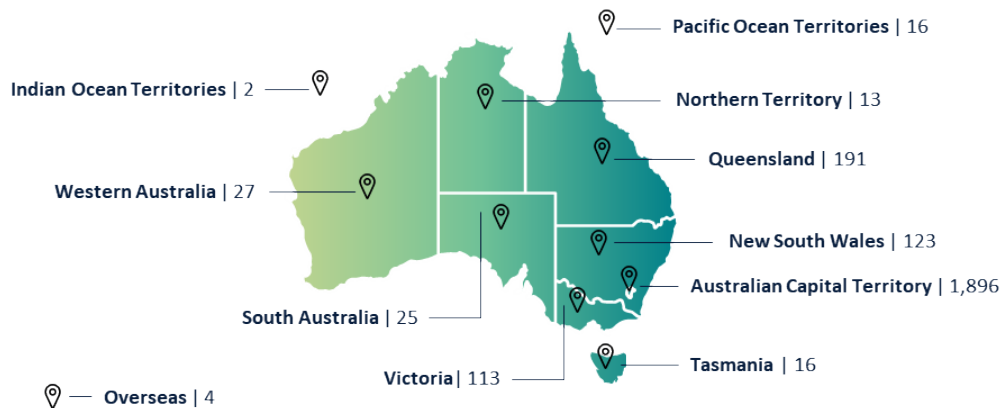 Pacific Ocean Territories | 16
Indian Ocean Territories | 2
Northern Territory | 13
Queensland | 191
Western Australia | 27
New South Wales | 123
Australian Capital Territory | 1,896
South Australia | 25
Tasmania | 16
Victoria| 113
Overseas | 4